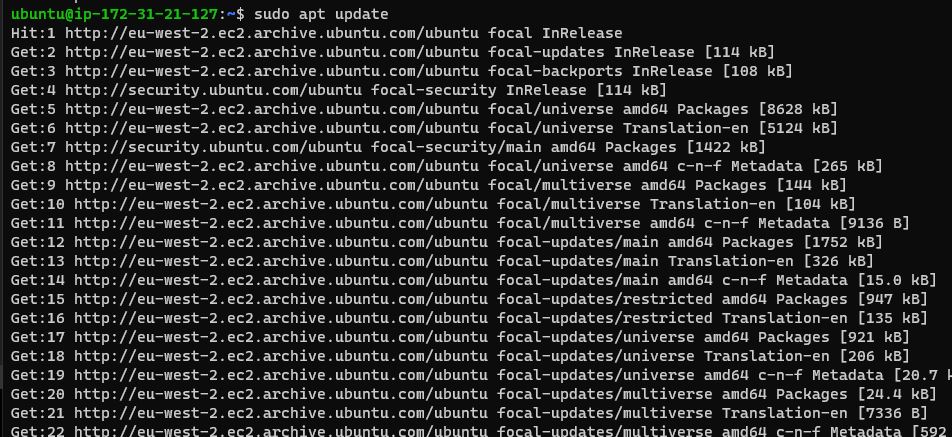 ubuntu@ip-172-31-21-127:~$ sudo apt update
Hit:1 http://eu-west-2.ec2.archive.ubuntu.com/ubuntu focal InRelease
Get:2 http://eu-west-2.ec2.archive.ubuntu.com/ubuntu focal-updates InRelease [114 kB]
Get:3 http://eu-west-2.ec2.archive.ubuntu.com/ubuntu focal-backports InRelease [108 kB]
Get:4 http://security.ubuntu.com/ubuntu focal-security InRelease [114 kB]
Get:5 http://eu-west-2.ec2.archive.ubuntu.com/ubuntu focal/universe amd64 Packages [8628 kB]
Get:6 http://eu-west-2.ec2.archive.ubuntu.com/ubuntu focal/universe Translation-en [5124 kB]
Get:7 http://security.ubuntu.com/ubuntu focal-security/main amd64 Packages [1422 kB]
Get:8 http://eu-west-2.ec2.archive.ubuntu.com/ubuntu focal/universe amd64 c-n-f Metadata [265 kB]
Get:9 http://eu-west-2.ec2.archive.ubuntu.com/ubuntu focal/multiverse amd64 Packages [144 kB]
Get:10 http://eu-west-2.ec2.archive.ubuntu.com/ubuntu focal/multiverse Translation-en [104 kB]
Get:11 http://eu-west-2.ec2.archive.ubuntu.com/ubuntu focal/multiverse amd64 c-n-f Metadata [9136 B]
Get:12 http://eu-west-2.ec2.archive.ubuntu.com/ubuntu focal-updates/main amd64 Packages [1752 kB]
Get:13 http://eu-west-2.ec2.archive.ubuntu.com/ubuntu focal-updates/main Translation-en [326 kB]
Get:14 http://eu-west-2.ec2.archive.ubuntu.com/ubuntu focal-updates/main amd64 c-n-f Metadata [15.0 kB]
Get:15 http://eu-west-2.ec2.archive.ubuntu.com/ubuntu focal-updates/restricted amd64 Packages [947 kB]
Get:16 http://eu-west-2.ec2.archive.ubuntu.com/ubuntu focal-updates/restricted Translation-en [135 kB]
Get:17 http://eu-west-2.ec2.archive.ubuntu.com/ubuntu focal-updates/universe amd64 Packages [921 kB]
Get:18 http://eu-west-2.ec2.archive.ubuntu.com/ubuntu focal-updates/universe Translation-en [206 kB]
Get:19 http://eu-west-2.ec2.archive.ubuntu.com/ubuntu focal-updates/universe amd64 c-n-f Metadata [20.7
Get:20 http://eu-west-2.ec2.archive.ubuntu.com/ubuntu focal-updates/multiverse amd64 Packages [24.4 kB]
Get:21 http://eu-west-2.ec2.archive.ubuntu.com/ubuntu focal-updates/multiverse Translation-en [7336 B]
Get:22 http://eu-west-2.ec2.archive.ubuntu.com/ubuntu focal-updates/multiverse amd64 c-n-f Metadata [592